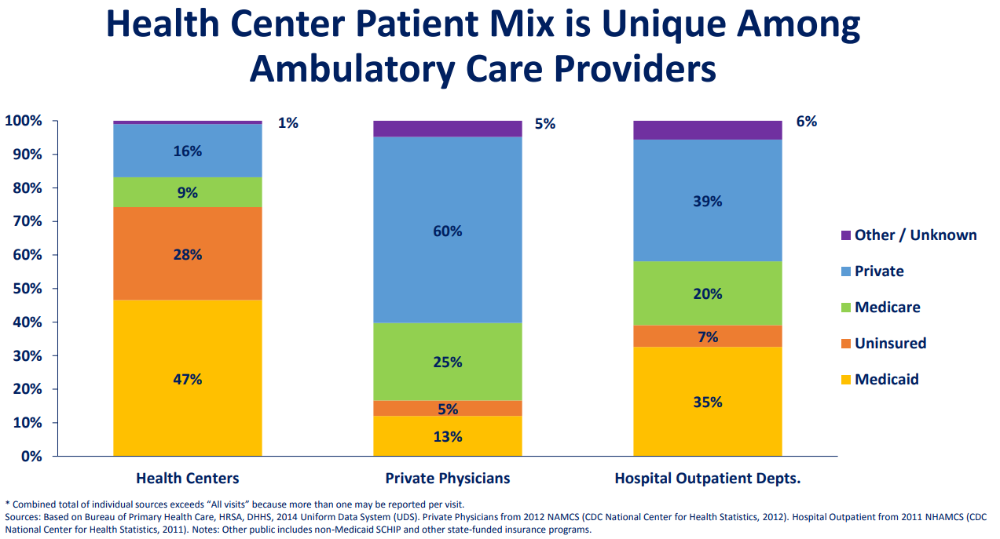 Health Center Patient Mix is Unique Among
Ambulatory Care Providers
100%
90%
80%
70%
60%
50%
40%
30%
20%
10%
0%
1%
16%
9%
28%
47%
5%
60%
25%
5%
13%
6%
39%
20%
7%
35%
Other / Unknown
Private
Medicare
Uninsured
Medicaid
Health Centers
Private Physicians
Hospital Outpatient Depts.
* Combined total of individual sources exceeds “All visits” because more than one may be reported per visit.
Sources: Based on Bureau of Primary Health Care, HRSA, DHHS, 2014 Uniform Data System (UDS). Private Physicians from 2012 NAMCS (CDC National Center for Health Statistics, 2012). Hospital Outpatient from 2011 NHAMCS (CDC
National Center for Health Statistics, 2011). Notes: Other public includes non-Medicaid SCHIP and other state-funded insurance programs.